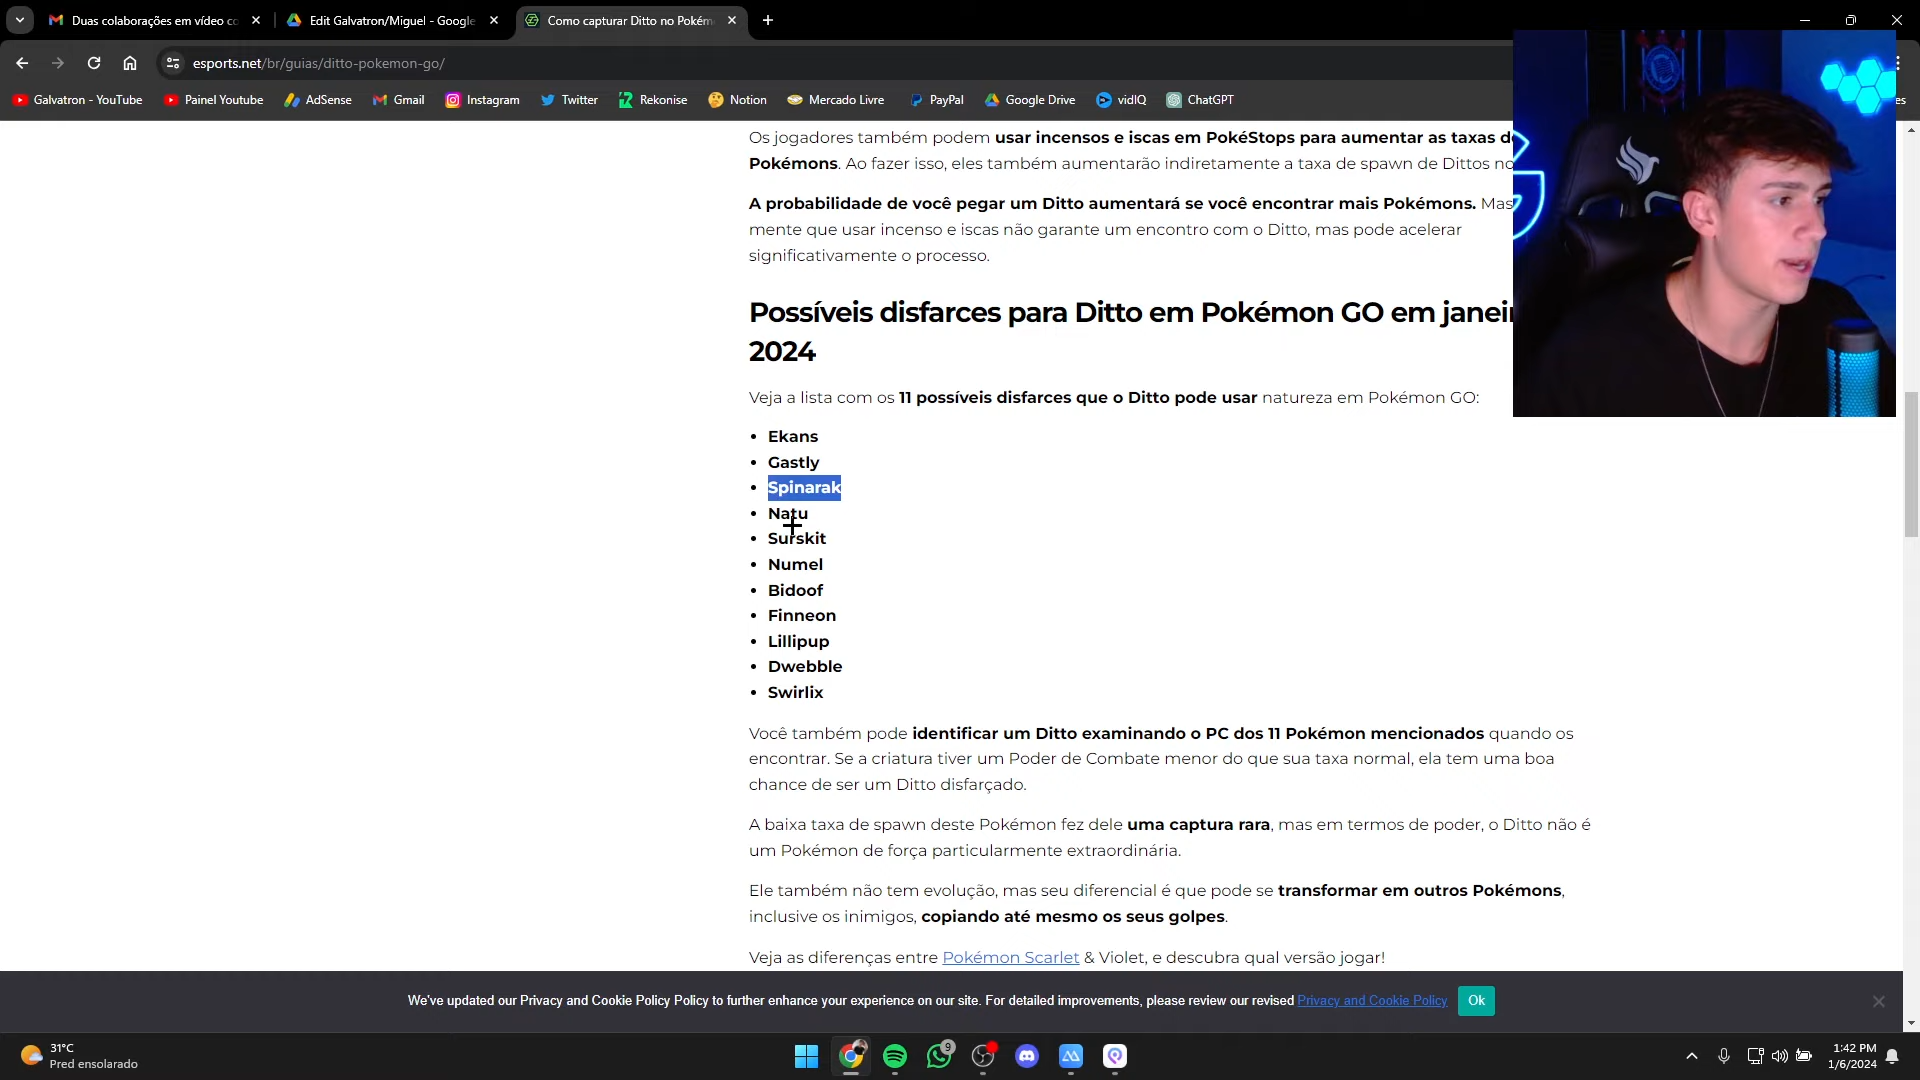 Duas colaborações em vídeo co
Edit Galvatron/Miguel - Google
Como capturar Ditto no Pokém
esports.net/br/guias/ditto-pokemon-go/
Galvatron - YouTube
Painel Youtube
AdSense
Gmail
Instagram
Twitter
Rekonise
Notion
Mercado Livre
PayPal
Google Drive
vidIQ
ChatGPT
Os jogadores também podem usar incensos e iscas em PokéStops para aumentar as taxas d
Pokémons. Ao fazer isso, eles também aumentarão indiretamente a taxa de spawn de Dittos no
A probabilidade de você pegar um Ditto aumentará se você encontrar mais Pokémons. Mas
mente que usar incenso e iscas não garante um encontro com o Ditto, mas pode acelerar
significativamente o processo.
Possíveis disfarces para Ditto em Pokémon GO em janei
2024
Veja a lista com os 11 possíveis disfarces que o Ditto pode usar natureza em Pokémon GO:
• Ekans
• Gastly
• Spinarak
• Natu
• Surskit
• Numel
• Bidoof
• Finneon
• Lillipup
• Dwebble
• Swirlix
Você também pode identificar um Ditto examinando o PC dos 11 Pokémon mencionados quando os
encontrar. Se a criatura tiver um Poder de Combate menor do que sua taxa normal, ela tem uma boa
chance de ser um Ditto disfarçado.
A baixa taxa de spawn deste Pokémon fez dele uma captura rara, mas em termos de poder, o Ditto não é
um Pokémon de força particularmente extraordinária.
Ele também não tem evolução, mas seu diferencial é que pode se transformar em outros Pokémons,
inclusive os inimigos, copiando até mesmo os seus golpes.
Veja as diferenças entre Pokémon Scarlet & Violet, e descubra qual versão jogar!
We've updated our Privacy and Cookie Policy Policy to further enhance your experience on our site. For detailed improvements, please review our revised Privacy and Cookie Policy
Ok
31°C
Pred ensolarado
9
1:42 PM
1/6/2024